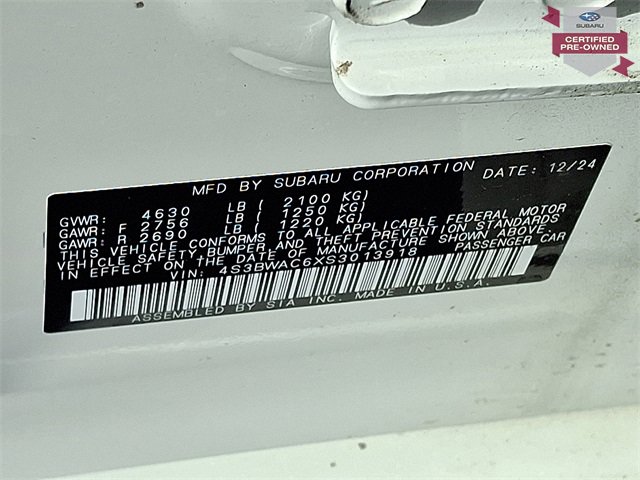 SUBARU
CERTIFIED
PRE-OWNED
MFD BY SUBARU CORPORATION DATE: 12/24
GVWR: 4630 LB ( 2100 KG)
GAWR: F 2756 LB ( 1250 KG)
GAWR: R 2690 LB ( 1220 KG)
THIS VEHICLE CONFORMS TO ALL APPLICABLE FEDERAL MOTOR
VEHICLE SAFETY, BUMPER, AND THEFT PREVENTION STANDARDS
IN EFFECT ON THE DATE OF MANUFACTURE SHOWN ABOVE.
VIN: 4S3BWAC6XS3013918 PASSENGER CAR
ASSEMBLED BY SIA INC. MADE IN U.S.A.